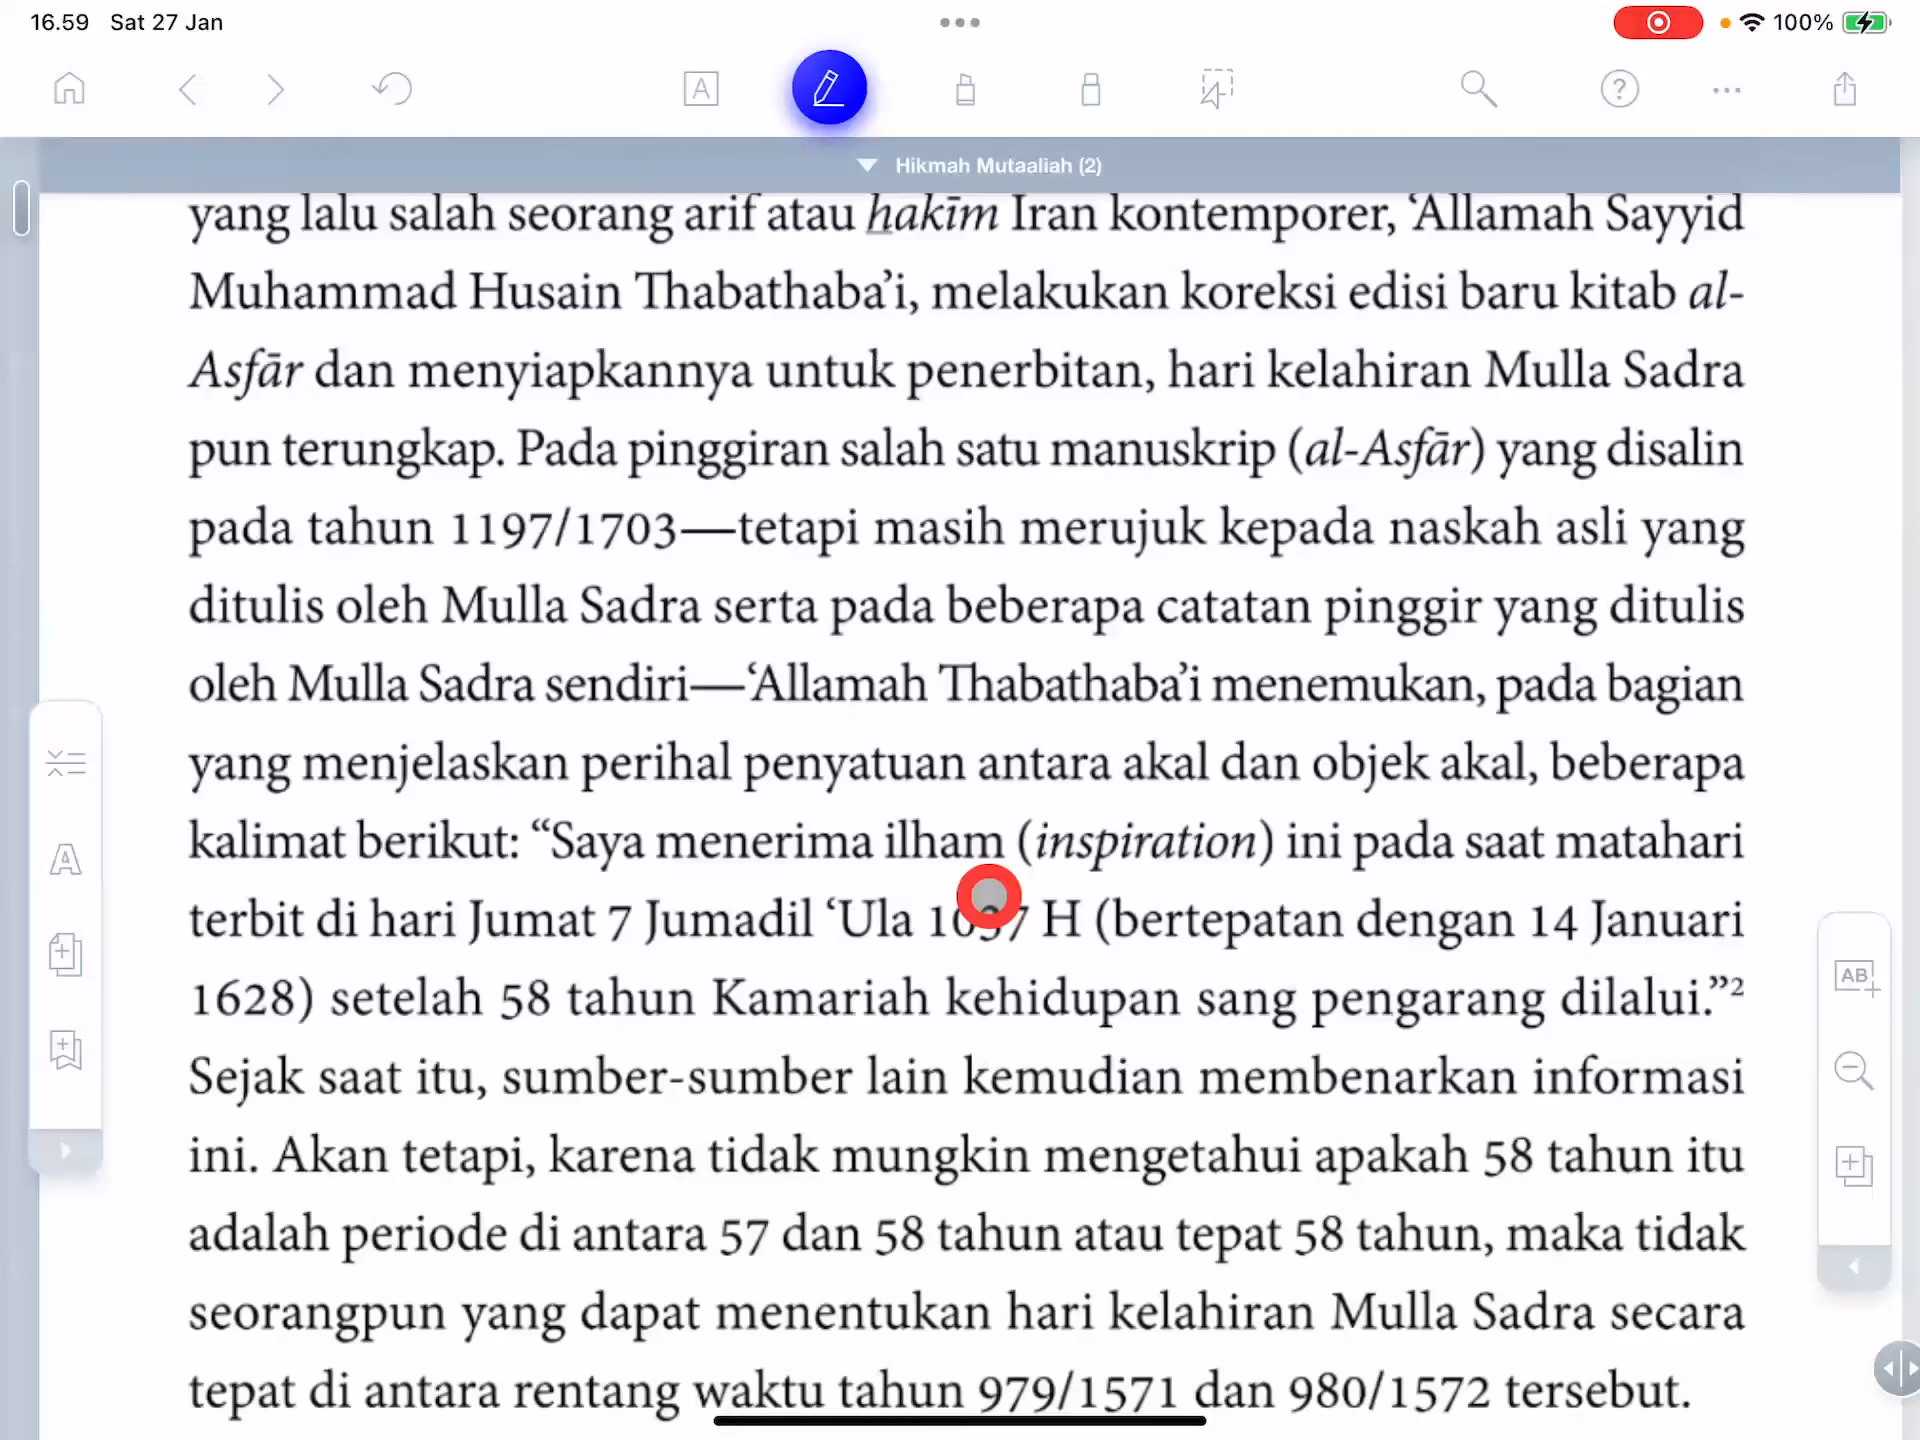 16.59 Sat 27 Jan
100%
A
?
Hikmah Mutaaliah (2)
yang lalu salah seorang arif atau ẖakīm Iran kontemporer, ‘Allamah Sayyid
Muhammad Husain Thabathaba’i, melakukan koreksi edisi baru kitab al-
Asfār dan menyiapkannya untuk penerbitan, hari kelahiran Mulla Sadra
pun terungkap. Pada pinggiran salah satu manuskrip (al-Asfār) yang disalin
pada tahun 1197/1703—tetapi masih merujuk kepada naskah asli yang
ditulis oleh Mulla Sadra serta pada beberapa catatan pinggir yang ditulis
oleh Mulla Sadra sendiri—‘Allamah Thabathaba’i menemukan, pada bagian
yang menjelaskan perihal penyatuan antara akal dan objek akal, beberapa
kalimat berikut: “Saya menerima ilham (inspiration) ini pada saat matahari
terbit di hari Jumat 7 Jumadil ‘Ula 1037 H (bertepatan dengan 14 Januari
1628) setelah 58 tahun Kamariah kehidupan sang pengarang dilalui.”²
Sejak saat itu, sumber-sumber lain kemudian membenarkan informasi
ini. Akan tetapi, karena tidak mungkin mengetahui apakah 58 tahun itu
adalah periode di antara 57 dan 58 tahun atau tepat 58 tahun, maka tidak
seorangpun yang dapat menentukan hari kelahiran Mulla Sadra secara
tepat di antara rentang waktu tahun 979/1571 dan 980/1572 tersebut.
A
AB